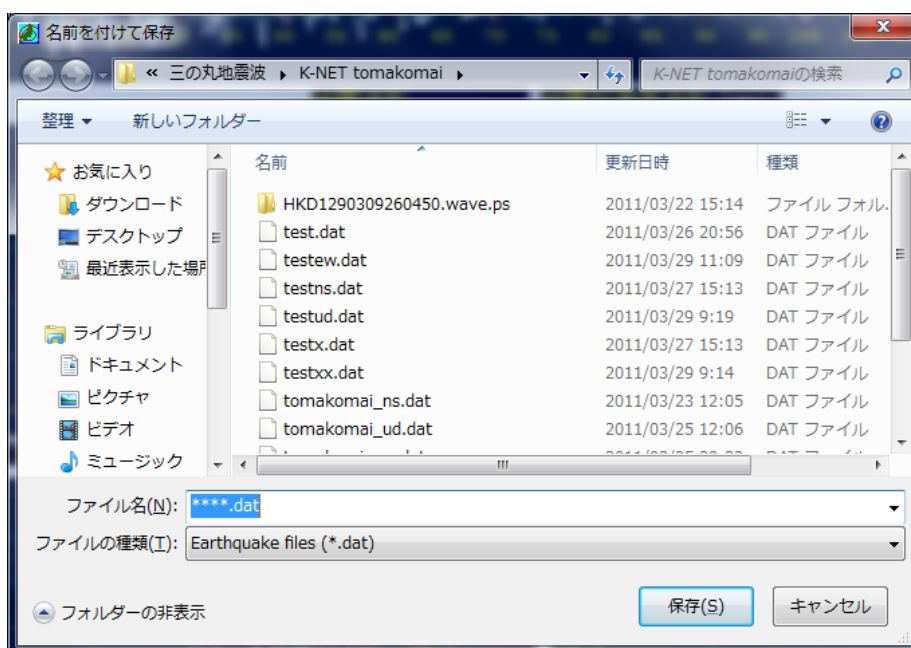 名前を付けて保存
« 三の丸地震波 ▸ K-NET tomakomai ▸
K-NET tomakomaiの検索
整理 ▼ 新しいフォルダー
名前 更新日時 種類
お気に入り
ダウンロード
デスクトップ
最近表示した場所
ライブラリ
ドキュメント
ピクチャ
ビデオ
ミュージック
HKD1290309260450.wave.ps 2011/03/22 15:14 ファイル フォル
test.dat 2011/03/26 20:56 DAT ファイル
testew.dat 2011/03/29 11:09 DAT ファイル
testns.dat 2011/03/27 15:13 DAT ファイル
testud.dat 2011/03/29 9:19 DAT ファイル
testx.dat 2011/03/27 15:13 DAT ファイル
testxx.dat 2011/03/29 9:14 DAT ファイル
tomakomai_ns.dat 2011/03/23 12:05 DAT ファイル
tomakomai_ud.dat 2011/03/25 12:06 DAT ファイル
ファイル名(N): ****.dat
ファイルの種類(T): Earthquake files (*.dat)
フォルダーの非表示
保存(S) キャンセル